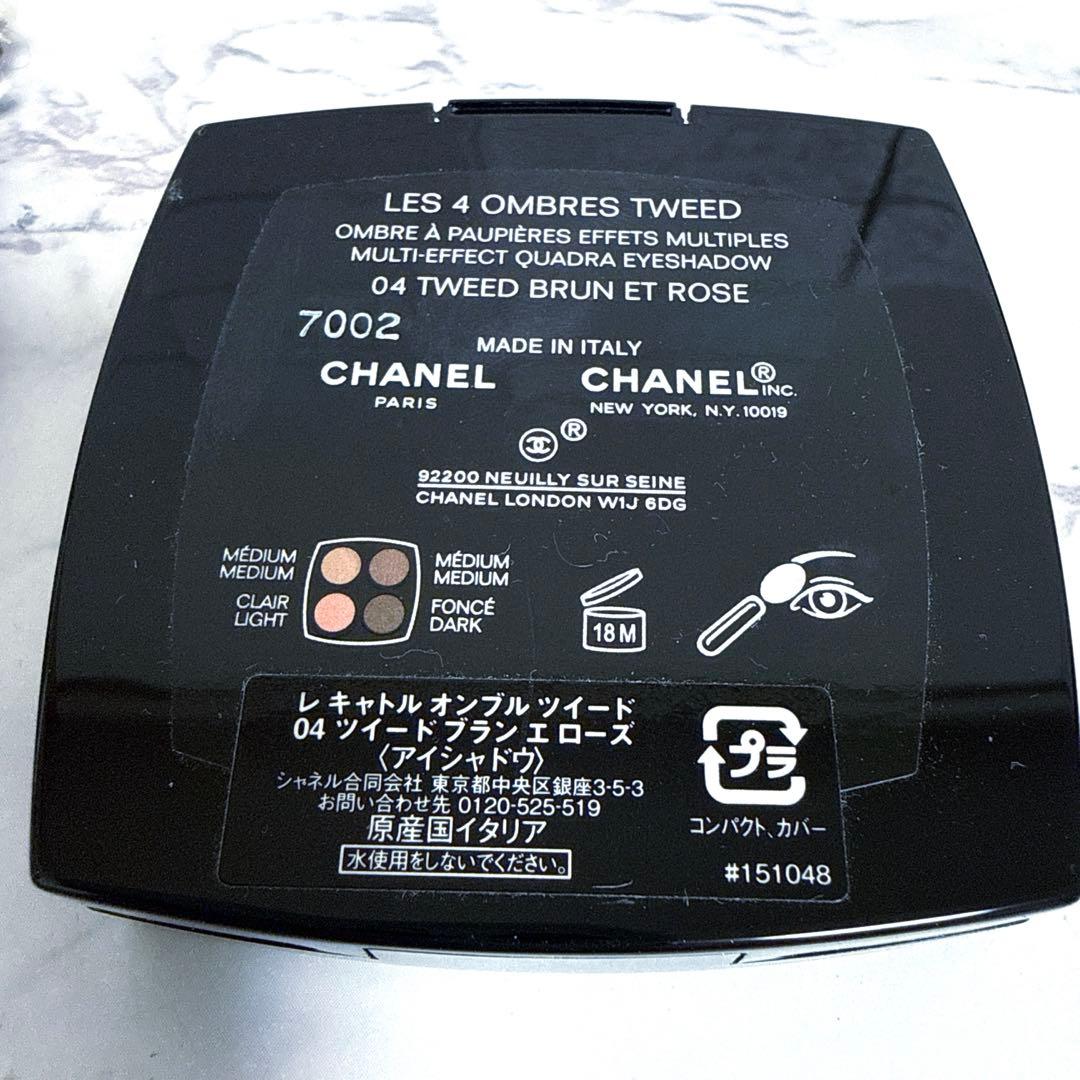 LES 4 OMBRES TWEED
OMBRE À PAUPIÈRES EFFETS MULTIPLES
MULTI-EFFECT QUADRA EYESHADOW
04 TWEED BRUN ET ROSE
7002
MADE IN ITALY
CHANEL
PARIS
CHANEL® INC.
NEW YORK, N.Y. 10019
®
92200 NEUILLY SUR SEINE
CHANEL LONDON W1J 6DG
MÉDIUM
MEDIUM
MÉDIUM
MEDIUM
CLAIR
LIGHT
FONCÉ
DARK
18 M
レ キャトル オンブル ツイード
04 ツイード ブラン エ ローズ
〈アイシャドウ〉
シャネル合同会社 東京都中央区銀座3-5-3
お問い合わせ先 0120-525-519
原産国イタリア
水使用をしないでください。
プラ
コンパクト、カバー
#151048